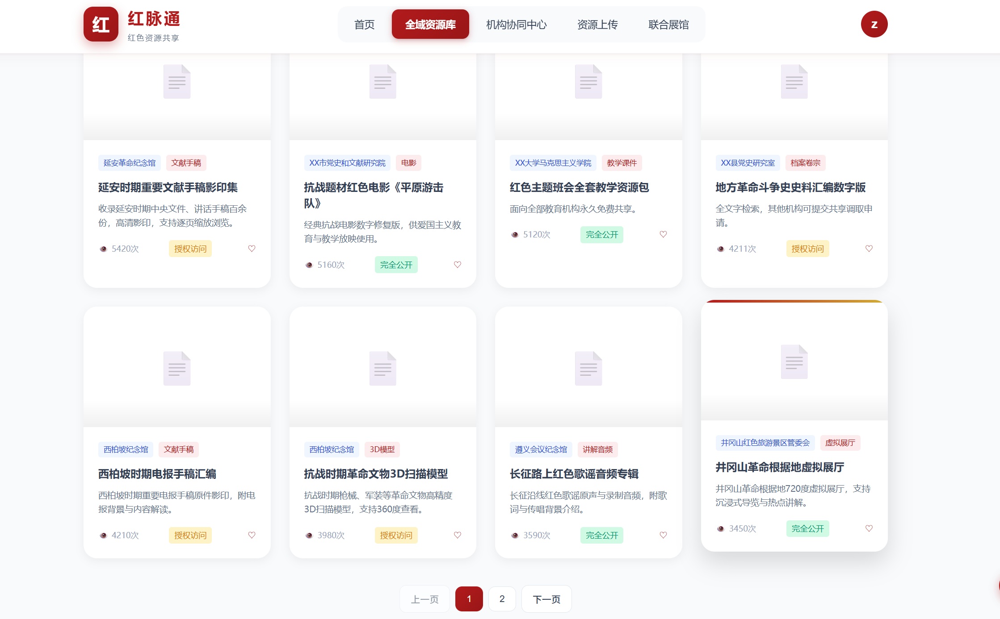 红
红脉通
红色资源共享
首页
全域资源库
机构协同中心
资源上传
联合展馆
z
延安革命纪念馆
文献手稿
延安时期重要文献手稿影印集
收录延安时期中央文件、讲话手稿百余
份，高清影印，支持逐页缩放浏览。
5420次
授权访问
XX市党史和文献研究院
电影
抗战题材红色电影《平原游击
队》
经典抗战电影数字修复版，供爱国主义教
育与教学放映使用。
5160次
完全公开
XX大学马克思主义学院
教学课件
红色主题班会全套教学资源包
面向全部教育机构永久免费共享。
5120次
完全公开
XX县党史研究室
档案卷宗
地方革命斗争史史料汇编数字版
全文字检索，其他机构可提交共享调取申
请。
4211次
授权访问
西柏坡纪念馆
文献手稿
西柏坡时期电报手稿汇编
西柏坡时期重要电报手稿原件影印，附电
报背景与内容解读。
4210次
授权访问
西柏坡纪念馆
3D模型
抗战时期革命文物3D扫描模型
抗战时期枪械、军装等革命文物高精度
3D扫描模型，支持360度查看。
3980次
授权访问
遵义会议纪念馆
讲解音频
长征路上红色歌谣音频专辑
长征沿线红色歌谣原声与录制音频，附歌
词与传唱背景介绍。
3590次
完全公开
井冈山红色旅游景区管委会
虚拟展厅
井冈山革命根据地虚拟展厅
井冈山革命根据地720度虚拟展厅，支持
沉浸式导览与热点讲解。
3450次
完全公开
上一页
1
2
下一页